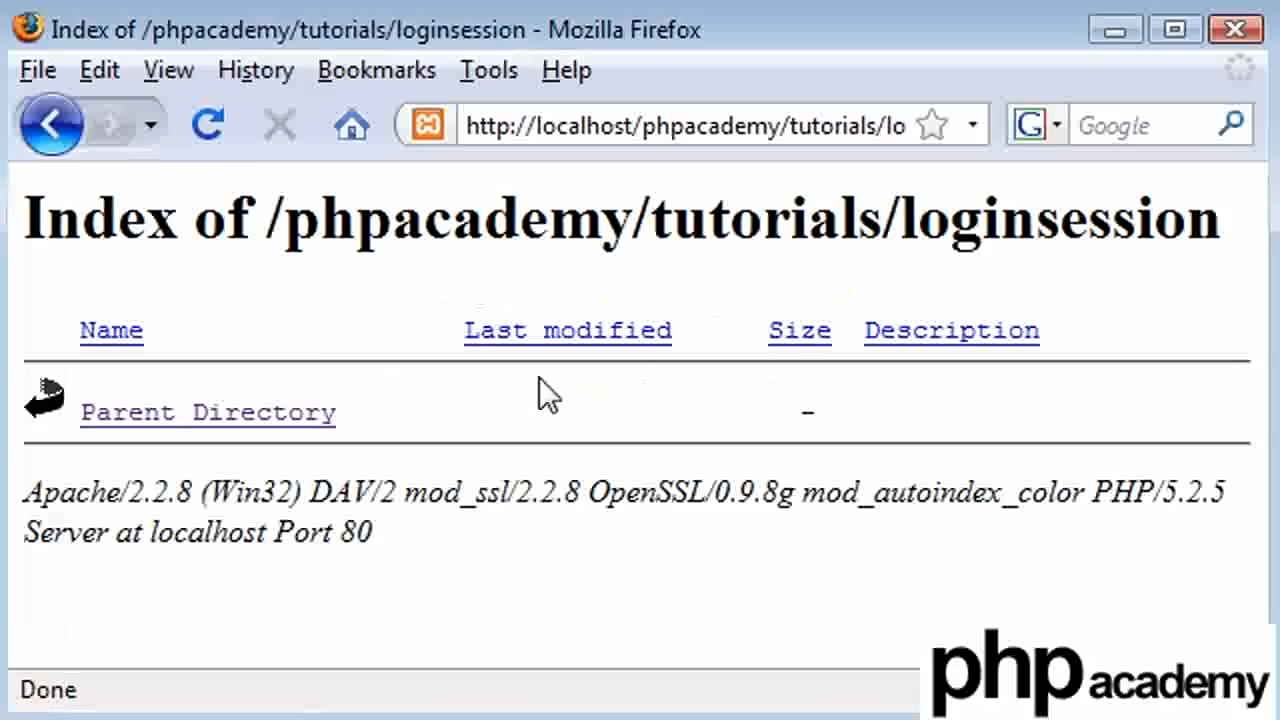 Index of /phpacademy/tutorials/loginsession - Mozilla Firefox
File Edit View History Bookmarks Tools Help
http://localhost/phpacademy/tutorials/lo
G Google
Index of /phpacademy/tutorials/loginsession
Name Last modified Size Description
Parent Directory -
Apache/2.2.8 (Win32) DAV/2 mod_ssl/2.2.8 OpenSSL/0.9.8g mod_autoindex_color PHP/5.2.5
Server at localhost Port 80
Done
php academy